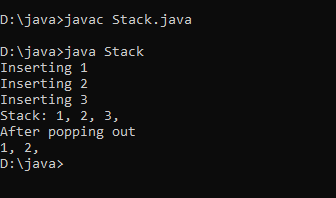 D:\java>javac Stack.java
D:\java>java Stack
Inserting 1
Inserting 2
Inserting 3
Stack: 1, 2, 3,
After popping out
1, 2,
D:\java>